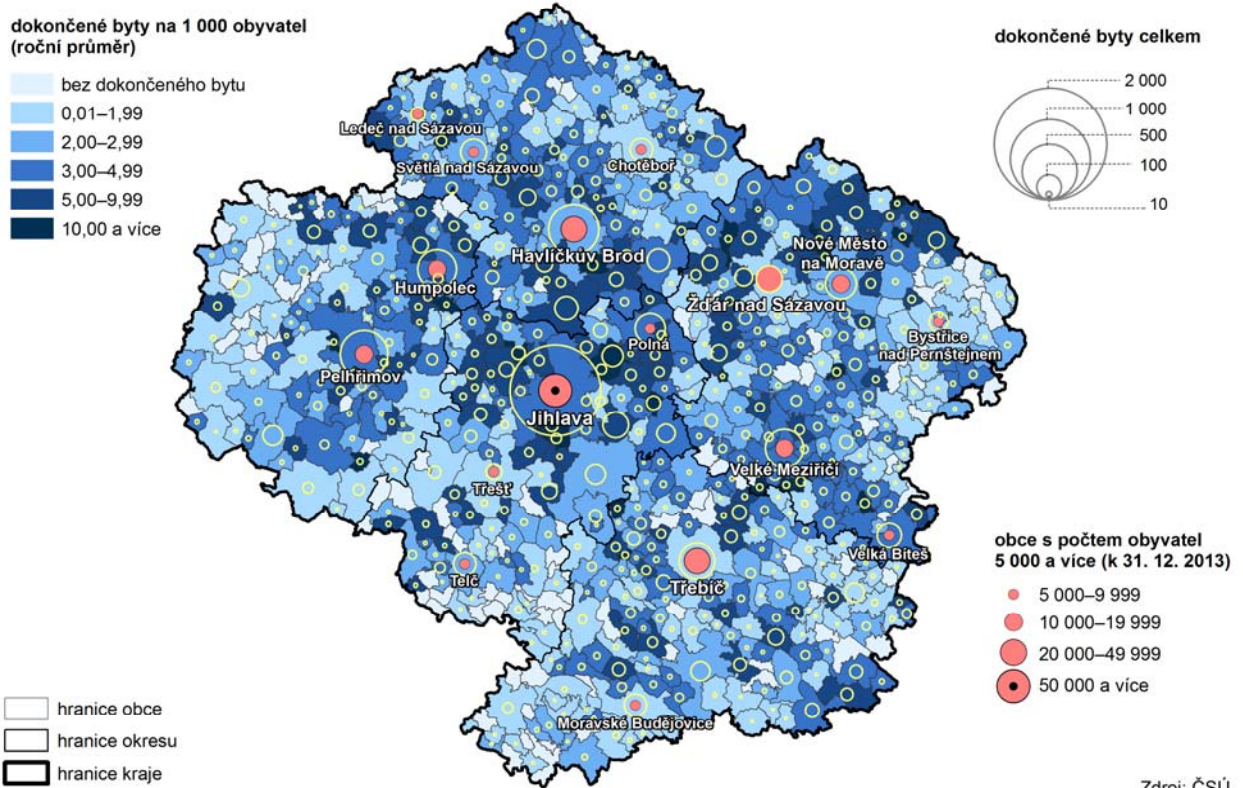 dokončené byty na 1 000 obyvatel
(roční průměr)
bez dokončeného bytu
0,01–1,99
2,00–2,99
3,00–4,99
5,00–9,99
10,00 a více
dokončené byty celkem
2 000
1 000
500
100
10
Ledeč nad Sázavou
Světlá nad Sázavou
Chotěboř
Havlíčkův Brod
Humpolec
Nové Město
na Moravě
Žďár nad Sázavou
Bystřice
nad Pernštejnem
Polná
Pelhřimov
Jihlava
Velké Meziříčí
Třešť
Velká Bíteš
Telč
Třebíč
Moravské Budějovice
obce s počtem obyvatel
5 000 a více (k 31. 12. 2013)
5 000–9 999
10 000–19 999
20 000–49 999
50 000 a více
hranice obce
hranice okresu
hranice kraje
Zdroj: ČSÚ